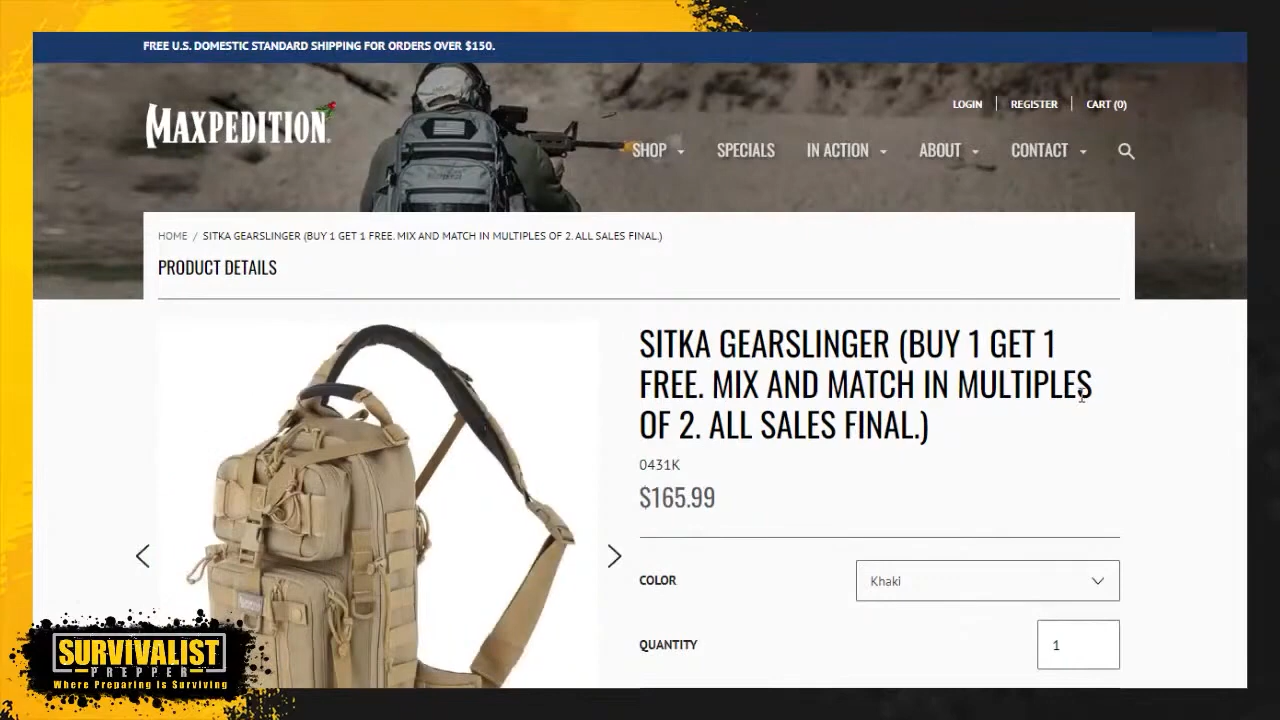 FREE U.S. DOMESTIC STANDARD SHIPPING FOR ORDERS OVER $150.
MAXPEDITION
LOGIN
REGISTER
CART (0)
SHOP
SPECIALS
IN ACTION
ABOUT
CONTACT
HOME / SITKA GEARSLINGER (BUY 1 GET 1 FREE. MIX AND MATCH IN MULTIPLES OF 2. ALL SALES FINAL.)
PRODUCT DETAILS
SITKA GEARSLINGER (BUY 1 GET 1
FREE. MIX AND MATCH IN MULTIPLES
OF 2. ALL SALES FINAL.)
0431K
$165.99
COLOR
Khaki
QUANTITY
1
SURVIVALIST
PREPPER
Where Preparing Is Surviving